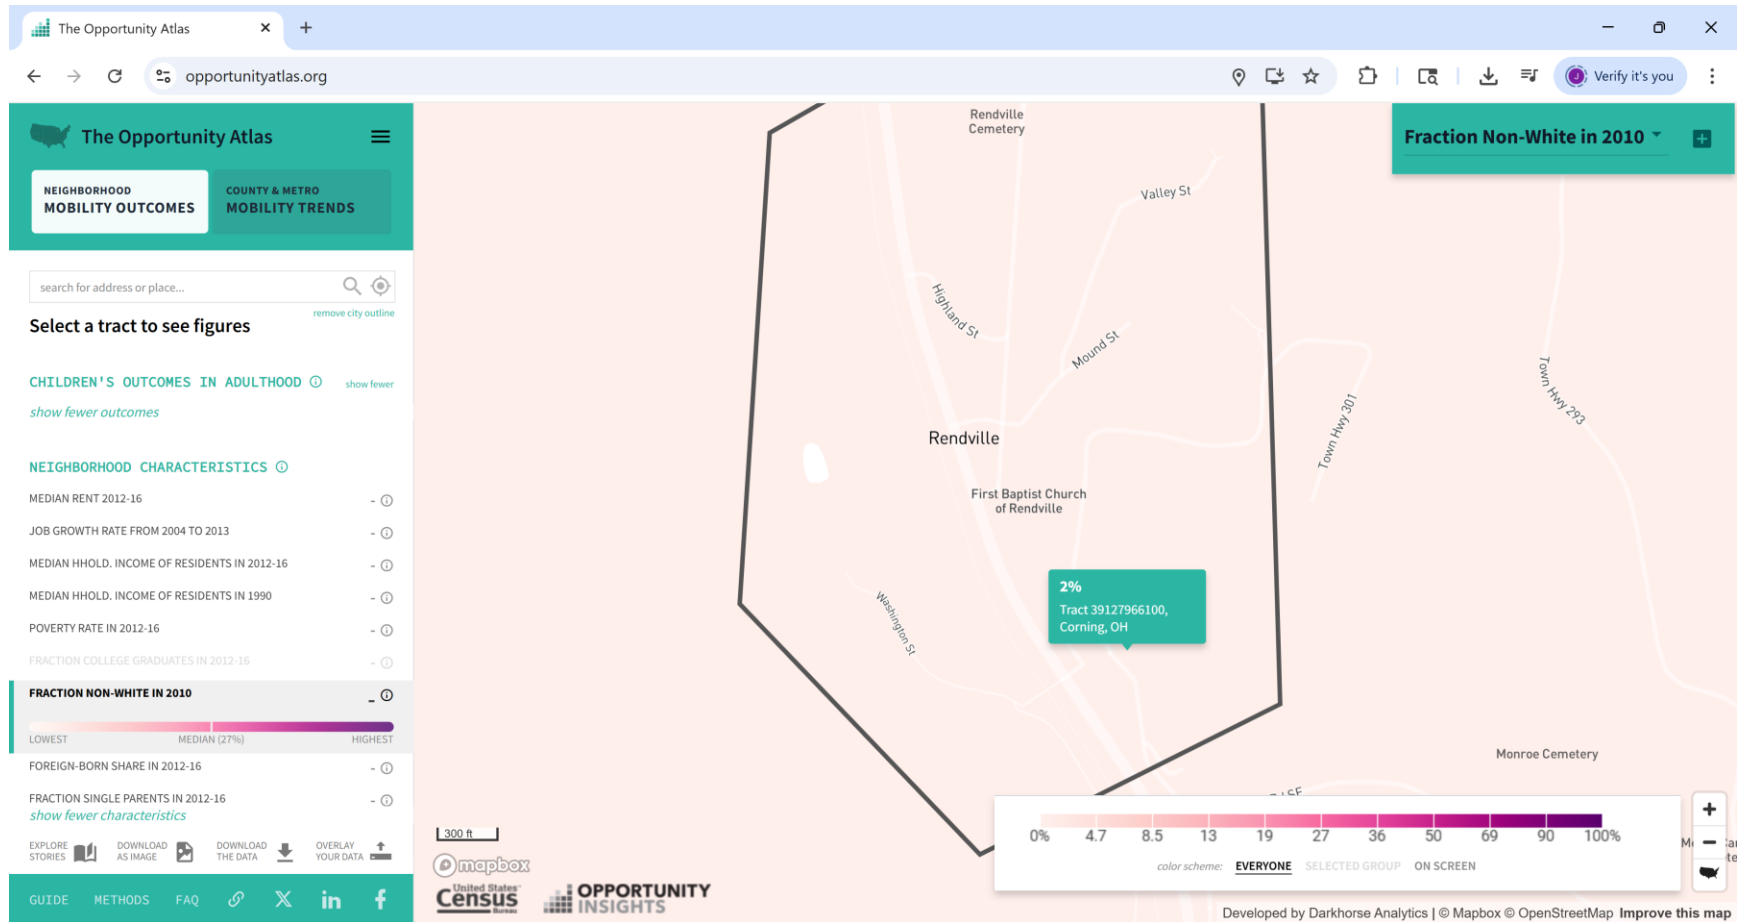 The Opportunity Atlas
opportunityatlas.org
Verify it's you
The Opportunity Atlas
NEIGHBORHOOD
MOBILITY OUTCOMES
COUNTY & METRO
MOBILITY TRENDS
search for address or place...
remove city outline
Select a tract to see figures
CHILDREN'S OUTCOMES IN ADULTHOOD
show fewer
show fewer outcomes
NEIGHBORHOOD CHARACTERISTICS
MEDIAN RENT 2012-16 -
JOB GROWTH RATE FROM 2004 TO 2013 -
MEDIAN HHOLD. INCOME OF RESIDENTS IN 2012-16 -
MEDIAN HHOLD. INCOME OF RESIDENTS IN 1990 -
POVERTY RATE IN 2012-16 -
FRACTION COLLEGE GRADUATES IN 2012-16 -
FRACTION NON-WHITE IN 2010 -
LOWEST MEDIAN (27%) HIGHEST
FOREIGN-BORN SHARE IN 2012-16 -
FRACTION SINGLE PARENTS IN 2012-16 -
show fewer characteristics
EXPLORE
STORIES
DOWNLOAD
AS IMAGE
DOWNLOAD
THE DATA
OVERLAY
YOUR DATA
GUIDE METHODS FAQ
Fraction Non-White in 2010
Rendville
Cemetery
Valley St
Highland St
Mound St
Town Hwy 301
Town Hwy 293
Rendville
First Baptist Church
of Rendville
Washington St
2%
Tract 39127966100,
Corning, OH
Monroe Cemetery
300 ft
mapbox
United States
Census
Bureau
OPPORTUNITY
INSIGHTS
0% 4.7 8.5 13 19 27 36 50 69 90 100%
color scheme: EVERYONE SELECTED GROUP ON SCREEN
Developed by Darkhorse Analytics | © Mapbox © OpenStreetMap Improve this map